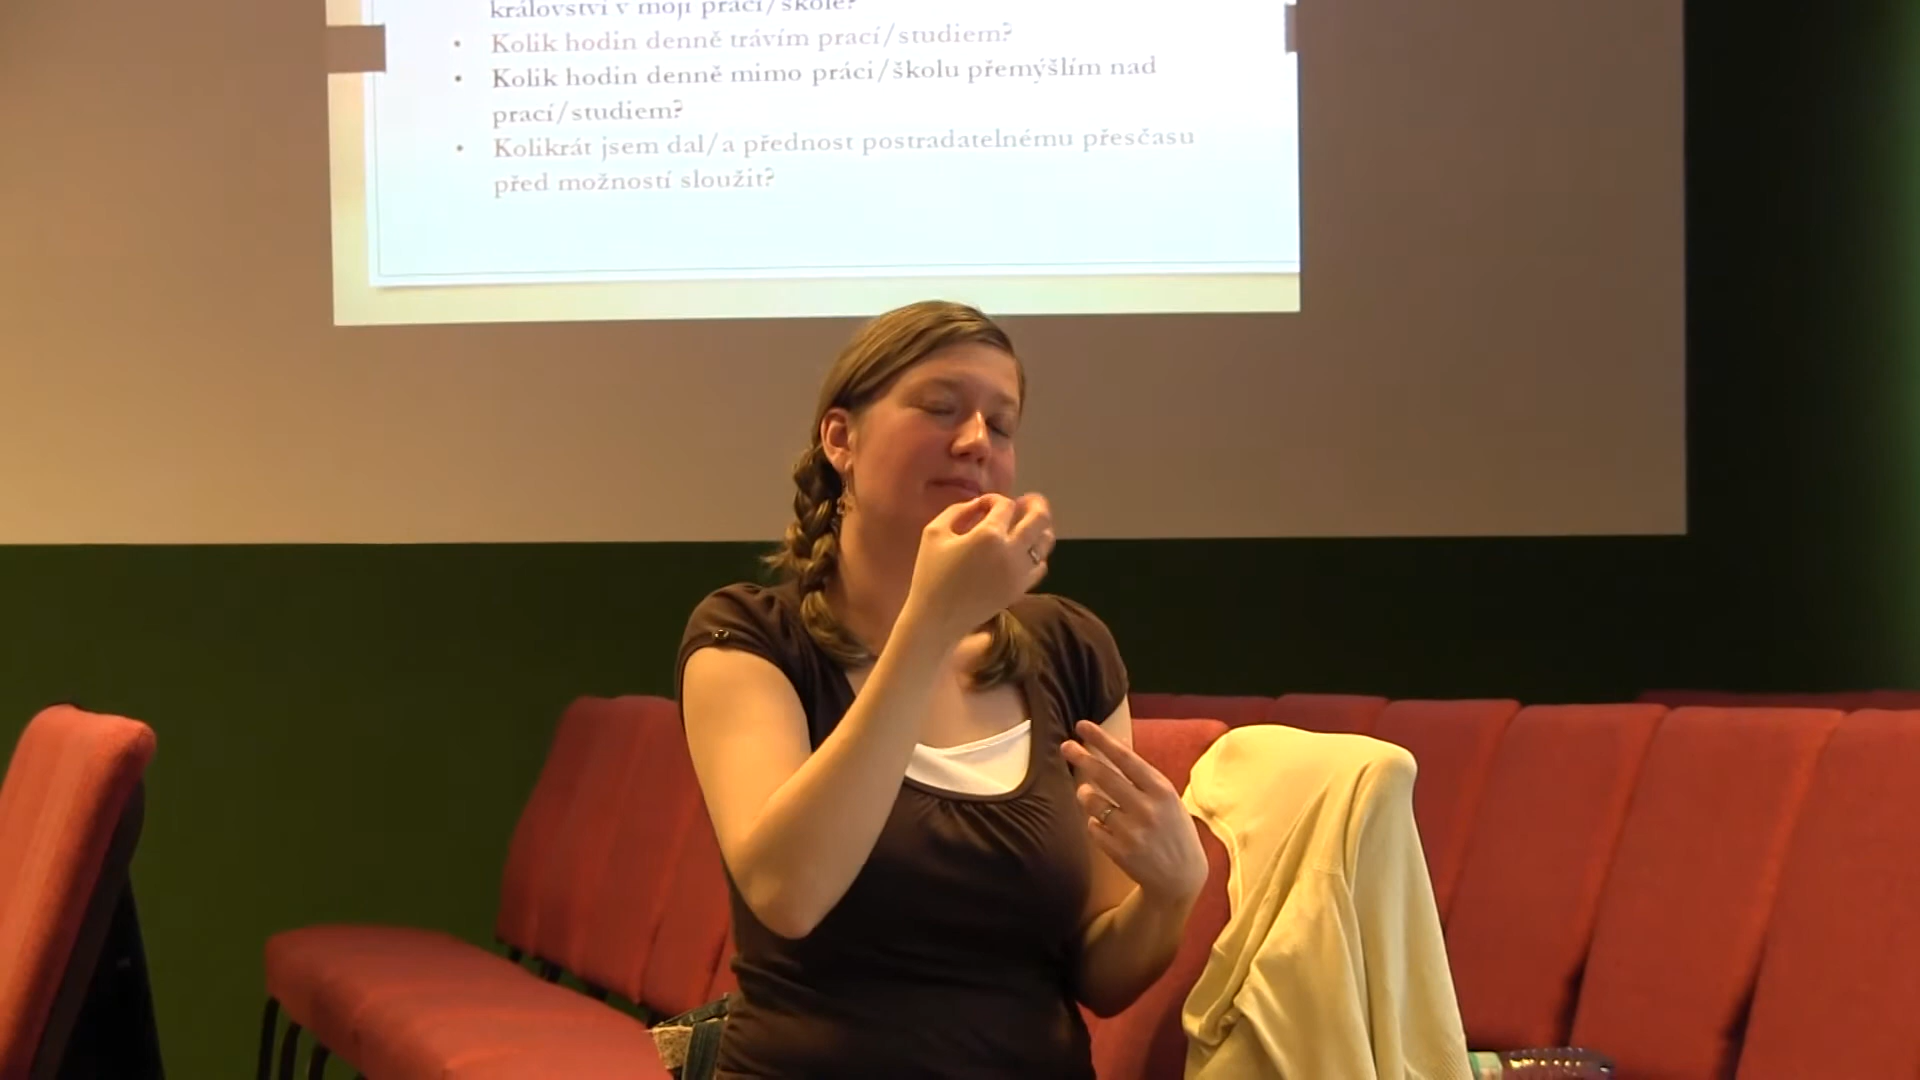 království v mojí práci/škole?
• Kolik hodin denně trávím prací/studiem?
• Kolik hodin denně mimo práci/školu přemýšlím nad
prací/studiem?
• Kolikrát jsem dal/a přednost postradatelnému přesčasu
před možností sloužit?